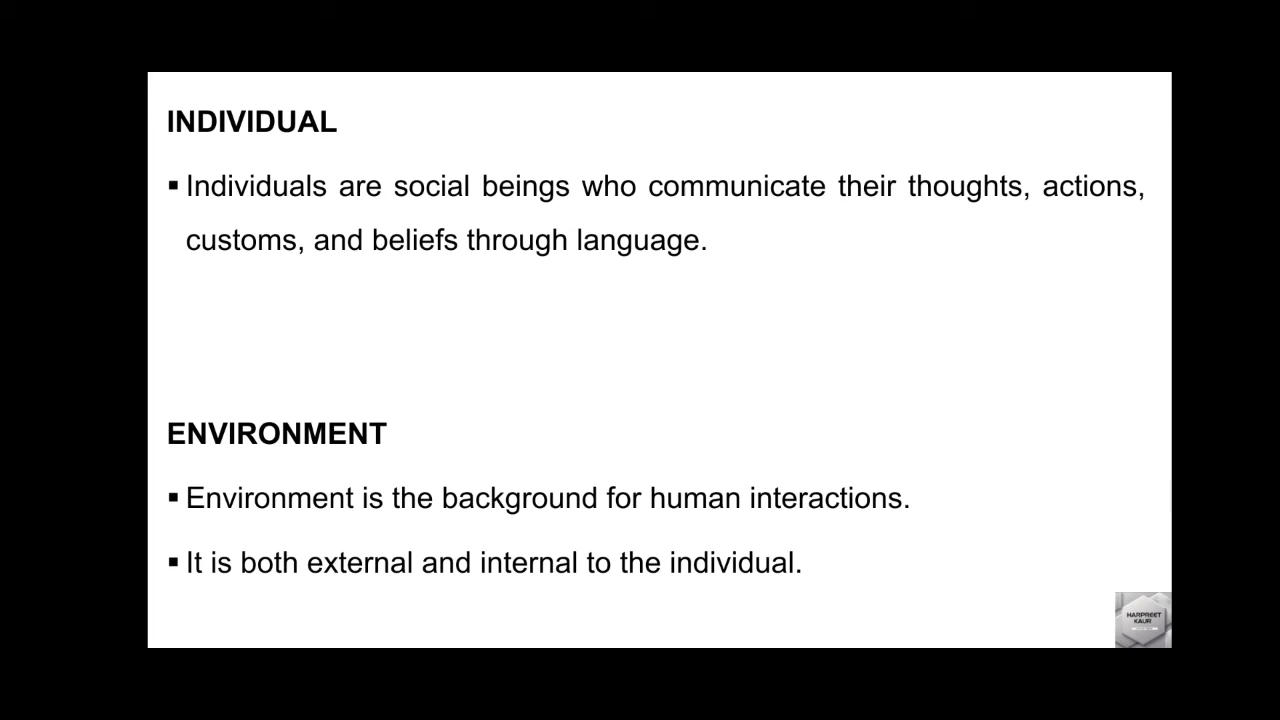 INDIVIDUAL
▪ Individuals are social beings who communicate their thoughts, actions,
customs, and beliefs through language.
ENVIRONMENT
▪ Environment is the background for human interactions.
▪ It is both external and internal to the individual.
HARPREET
KAUR